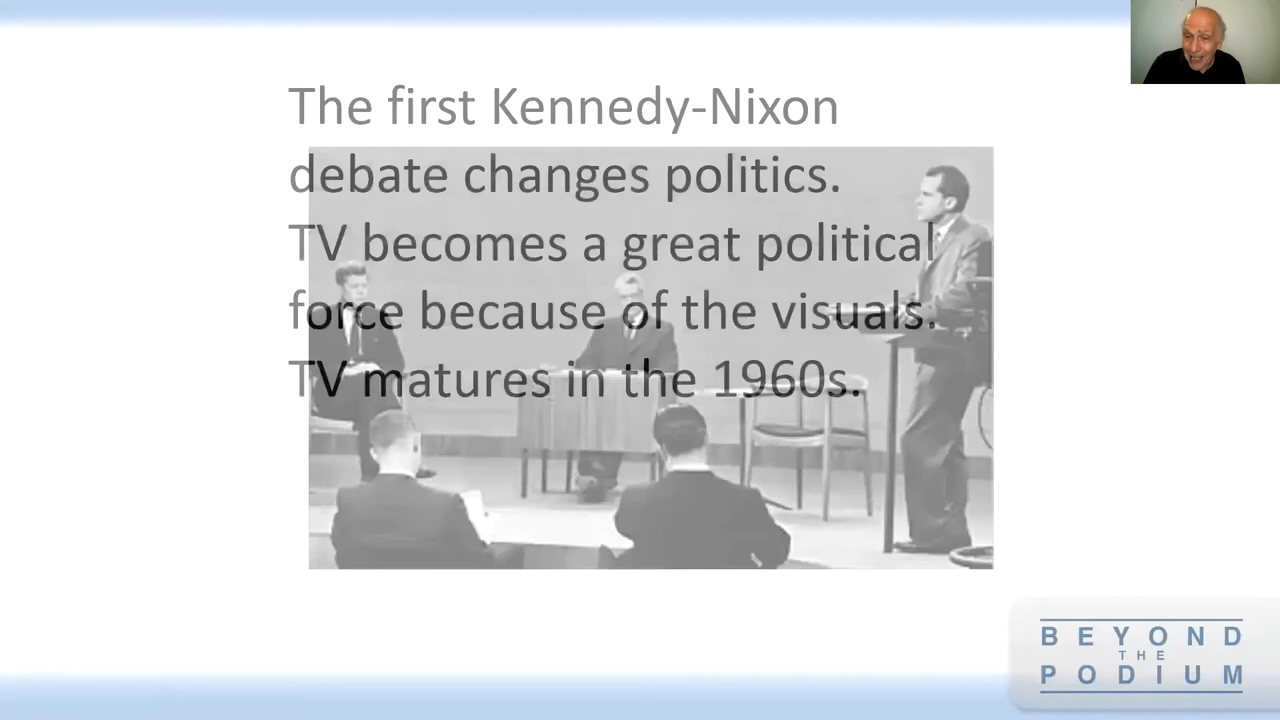 The first Kennedy-Nixon
debate changes politics.
TV becomes a great political
force because of the visuals.
TV matures in the 1960s.
BEYOND
THE
PODIUM